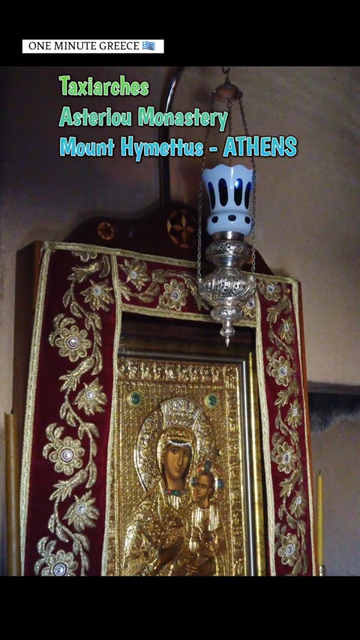 ONE MINUTE GREECE 🇬🇷
Taxiarches
Asteriou Monastery
Mount Hymettus - ATHENS